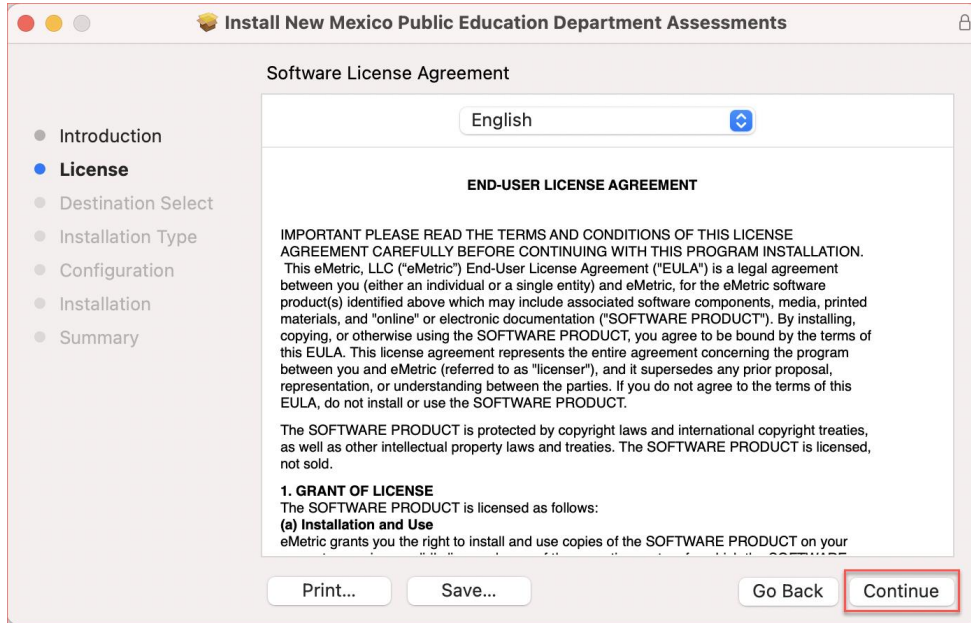 Install New Mexico Public Education Department Assessments
Software License Agreement
Introduction
License
Destination Select
Installation Type
Configuration
Installation
Summary
English
END-USER LICENSE AGREEMENT
IMPORTANT PLEASE READ THE TERMS AND CONDITIONS OF THIS LICENSE
AGREEMENT CAREFULLY BEFORE CONTINUING WITH THIS PROGRAM INSTALLATION.
This eMetric, LLC (“eMetric”) End-User License Agreement ("EULA") is a legal agreement
between you (either an individual or a single entity) and eMetric, for the eMetric software
product(s) identified above which may include associated software components, media, printed
materials, and "online" or electronic documentation ("SOFTWARE PRODUCT"). By installing,
copying, or otherwise using the SOFTWARE PRODUCT, you agree to be bound by the terms of
this EULA. This license agreement represents the entire agreement concerning the program
between you and eMetric (referred to as "licenser"), and it supersedes any prior proposal,
representation, or understanding between the parties. If you do not agree to the terms of this
EULA, do not install or use the SOFTWARE PRODUCT.
The SOFTWARE PRODUCT is protected by copyright laws and international copyright treaties,
as well as other intellectual property laws and treaties. The SOFTWARE PRODUCT is licensed,
not sold.
1. GRANT OF LICENSE
The SOFTWARE PRODUCT is licensed as follows:
(a) Installation and Use
eMetric grants you the right to install and use copies of the SOFTWARE PRODUCT on your
Print...
Save...
Go Back
Continue